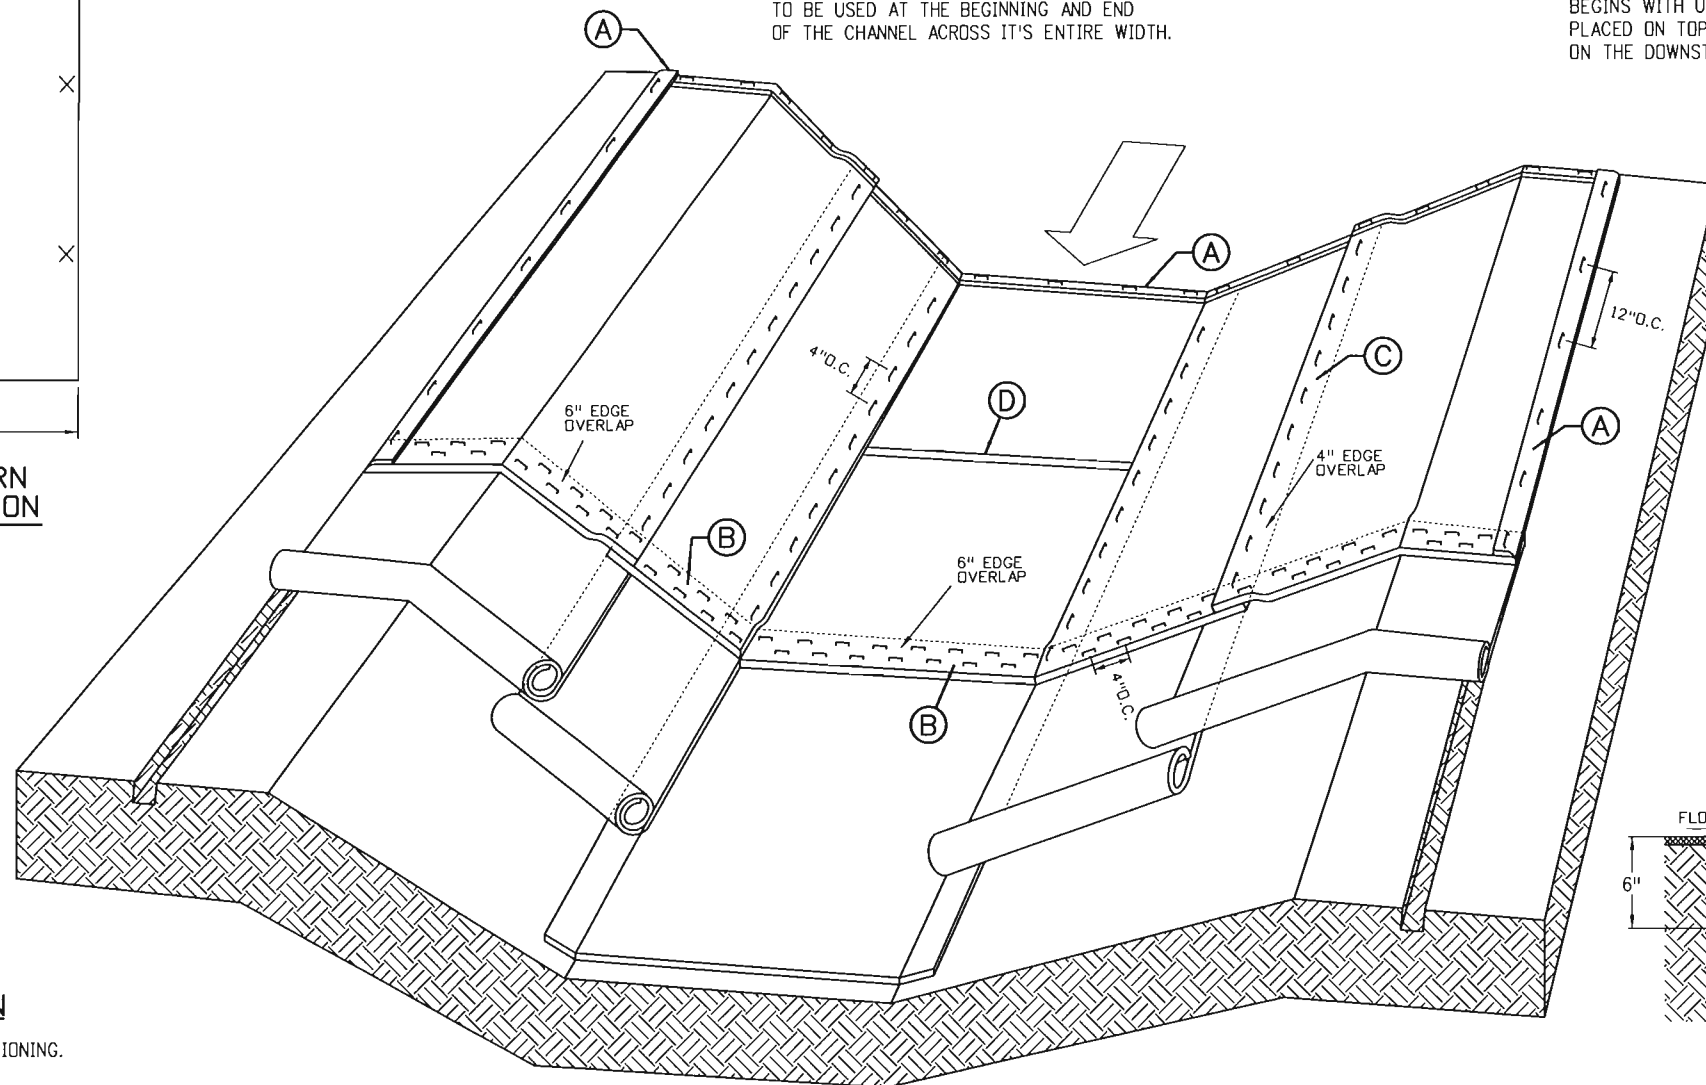 TO BE USED AT THE BEGINNING AND END
OF THE CHANNEL ACROSS IT'S ENTIRE WIDTH.
BEGINS WITH U
PLACED ON TOP
ON THE DOWNST
A
A
12"O.C.
4"O.C.
C
D
6" EDGE
OVERLAP
A
4" EDGE
OVERLAP
RN
ON
B
6" EDGE
OVERLAP
4"O.C.
B
FLO
6"
N
IONING.